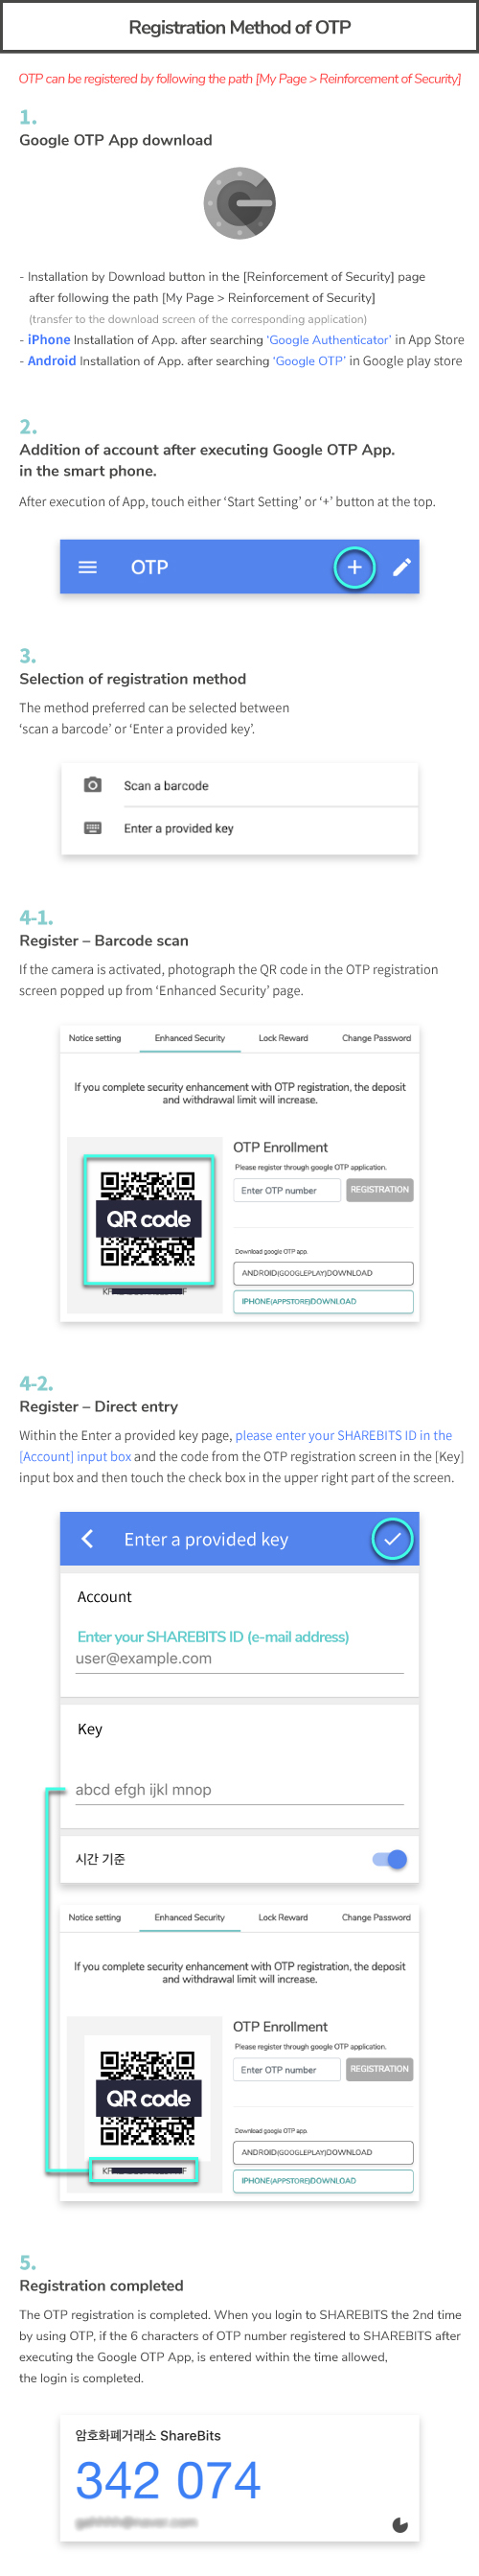 Registration Method of OTP
OTP can be registered by following the path [My Page > Reinforcement of Security]
1.
Google OTP App download
- Installation by Download button in the [Reinforcement of Security] page
after following the path [My Page > Reinforcement of Security]
(transfer to the download screen of the corresponding application)
- iPhone Installation of App. after searching ‘Google Authenticator’ in App Store
- Android Installation of App. after searching ‘Google OTP’ in Google play store
2.
Addition of account after executing Google OTP App.
in the smart phone.
After execution of App, touch either ‘Start Setting’ or ‘+’ button at the top.
OTP
3.
Selection of registration method
The method preferred can be selected between
‘scan a barcode’ or ‘Enter a provided key’.
Scan a barcode
Enter a provided key
4-1.
Register – Barcode scan
If the camera is activated, photograph the QR code in the OTP registration
screen popped up from ‘Enhanced Security’ page.
Notice setting Enhanced Security Lock Reward Change Password
If you complete security enhancement with OTP registration, the deposit
and withdrawal limit will increase.
OTP Enrollment
Please register through google OTP application.
Enter OTP number REGISTRATION
QR code
Download google OTP app
ANDROID(GOOGLEPLAY)DOWNLOAD
IPHONE(APPSTORE)DOWNLOAD
4-2.
Register – Direct entry
Within the Enter a provided key page, please enter your SHAREBITS ID in the
[Account] input box and the code from the OTP registration screen in the [Key]
input box and then touch the check box in the upper right part of the screen.
Enter a provided key
Account
Enter your SHAREBITS ID (e-mail address)
user@example.com
Key
abcd efgh ijkl mnop
시간 기준
Notice setting Enhanced Security Lock Reward Change Password
If you complete security enhancement with OTP registration, the deposit
and withdrawal limit will increase.
OTP Enrollment
Please register through google OTP application.
Enter OTP number REGISTRATION
QR code
Download google OTP app
ANDROID(GOOGLEPLAY)DOWNLOAD
IPHONE(APPSTORE)DOWNLOAD
5.
Registration completed
The OTP registration is completed. When you login to SHAREBITS the 2nd time
by using OTP, if the 6 characters of OTP number registered to SHAREBITS after
executing the Google OTP App, is entered within the time allowed,
the login is completed.
암호화폐거래소 ShareBits
342 074